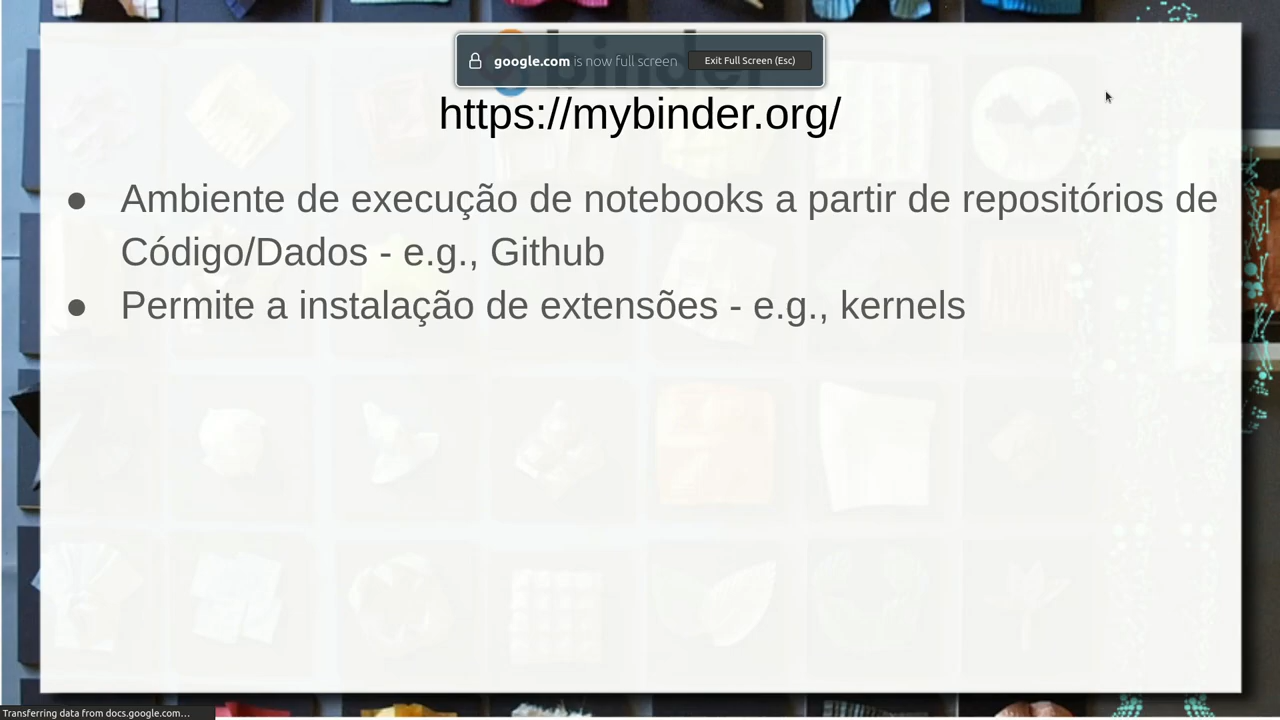 binder
google.com is now full screen Exit Full Screen (Esc)
https://mybinder.org/
● Ambiente de execução de notebooks a partir de repositórios de
Código/Dados - e.g., Github
● Permite a instalação de extensões - e.g., kernels
Transferring data from docs.google.com...